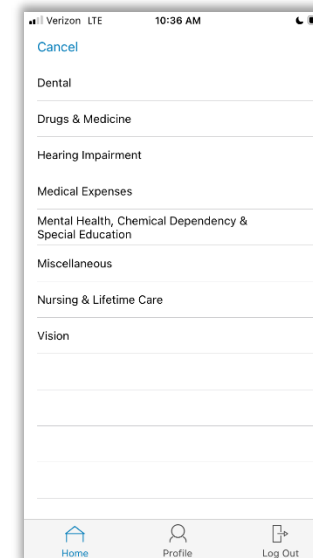 Verizon LTE 10:36 AM
Cancel
Dental
Drugs & Medicine
Hearing Impairment
Medical Expenses
Mental Health, Chemical Dependency &
Special Education
Miscellaneous
Nursing & Lifetime Care
Vision
Home Profile Log Out